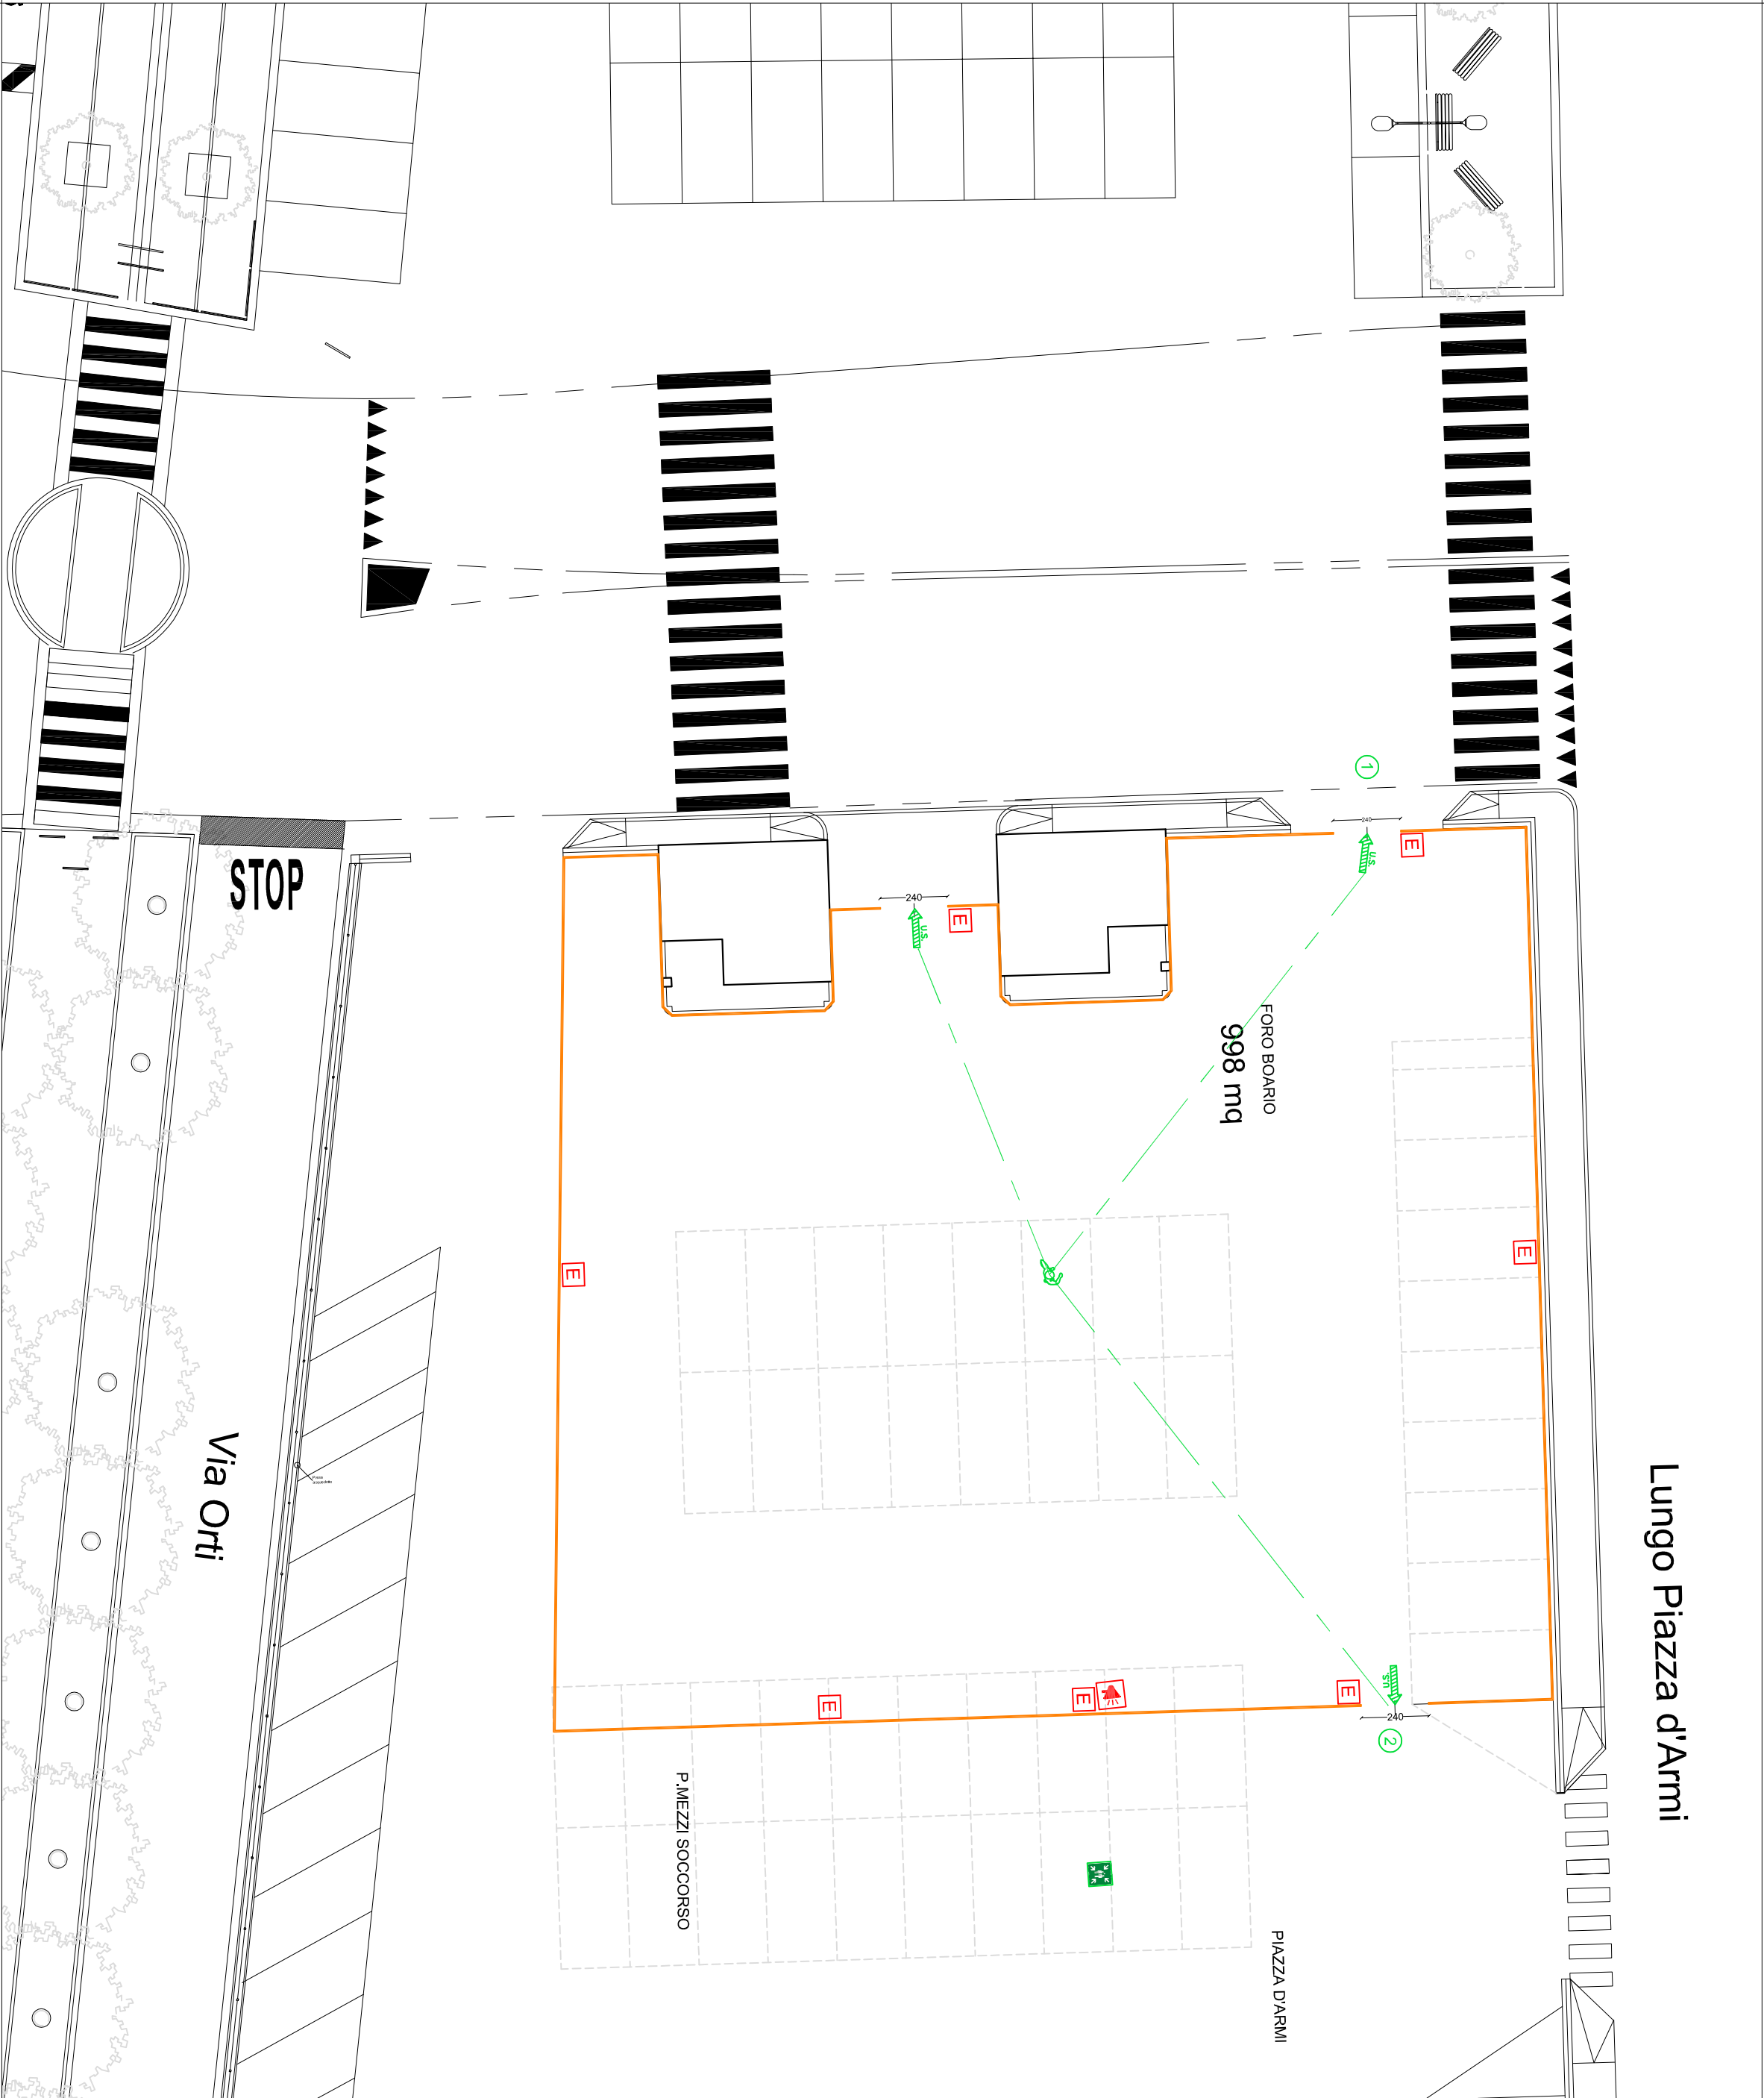 STOP
1
240
U.S.
E
240
U.S.
E
FORO BOARIO
998 mq
E
E
Via Orti
Lungo Piazza d'Armi
U.S.
E
E
E
240
2
P.MEZZI SOCCORSO
PIAZZA D'ARMI